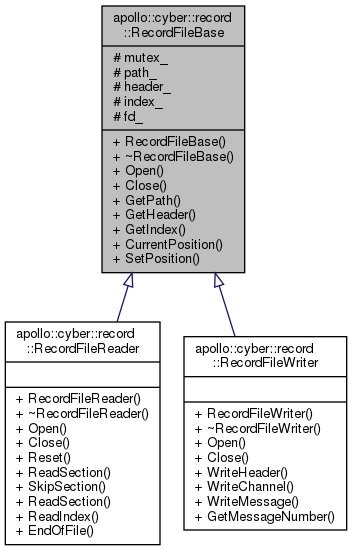 apollo::cyber::record
::RecordFileBase
# mutex_
# path_
# header_
# index_
# fd_
+ RecordFileBase()
+ ~RecordFileBase()
+ Open()
+ Close()
+ GetPath()
+ GetHeader()
+ GetIndex()
+ CurrentPosition()
+ SetPosition()
apollo::cyber::record
::RecordFileReader
+ RecordFileReader()
+ ~RecordFileReader()
+ Open()
+ Close()
+ Reset()
+ ReadSection()
+ SkipSection()
+ ReadSection()
+ ReadIndex()
+ EndOfFile()
apollo::cyber::record
::RecordFileWriter
+ RecordFileWriter()
+ ~RecordFileWriter()
+ Open()
+ Close()
+ WriteHeader()
+ WriteChannel()
+ WriteMessage()
+ GetMessageNumber()